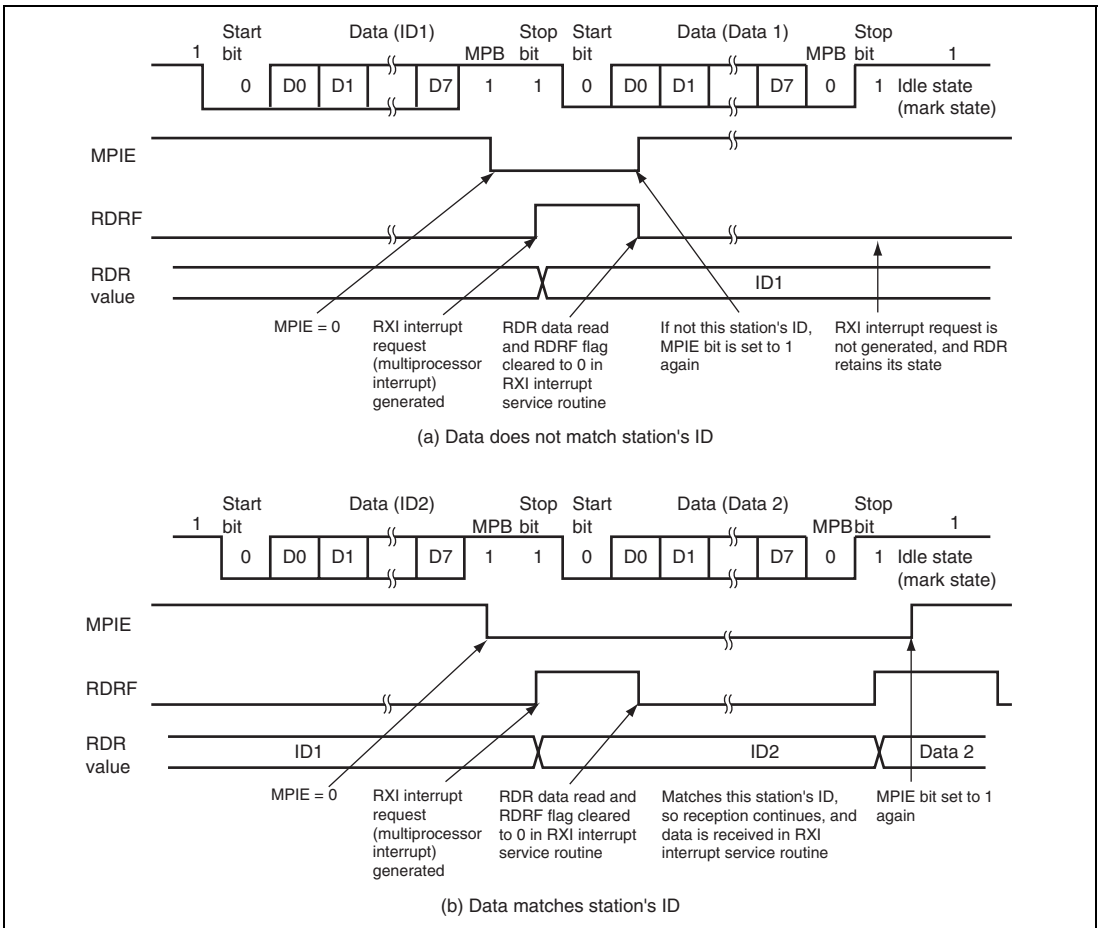 Start Data (ID1) Stop Start Data (Data 1) Stop
1 bit MPB bit bit MPB bit 1
0 D0 D1 D7 1 1 0 D0 D1 D7 0 1 Idle state
(mark state)
MPIE
RDRF
RDR
value
ID1
MPIE = 0
RXI interrupt
request
(multiprocessor
interrupt)
generated
RDR data read
and RDRF flag
cleared to 0 in
RXI interrupt
service routine
If not this station's ID,
MPIE bit is set to 1
again
RXI interrupt request is
not generated, and RDR
retains its state
(a) Data does not match station's ID
Start Data (ID2) Stop Start Data (Data 2) Stop
1 bit MPB bit bit MPB bit 1
0 D0 D1 D7 1 1 0 D0 D1 D7 0 1 Idle state
(mark state)
MPIE
RDRF
RDR
value
ID1 ID2 Data 2
MPIE = 0
RXI interrupt
request
(multiprocessor
interrupt)
generated
RDR data read and
RDRF flag cleared
to 0 in RXI interrupt
service routine
Matches this station's ID,
so reception continues, and
data is received in RXI
interrupt service routine
MPIE bit set to 1
again
(b) Data matches station's ID